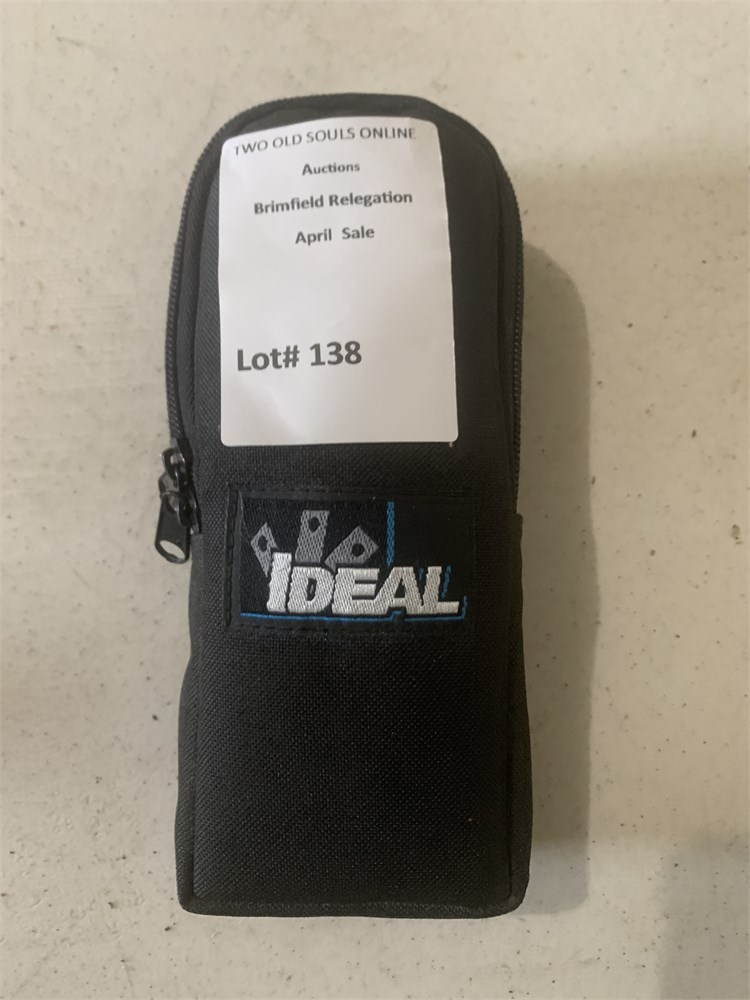 TWO OLD SOULS ONLINE
Auctions
Brimfield Relegation
April Sale
Lot# 138
IDEAL